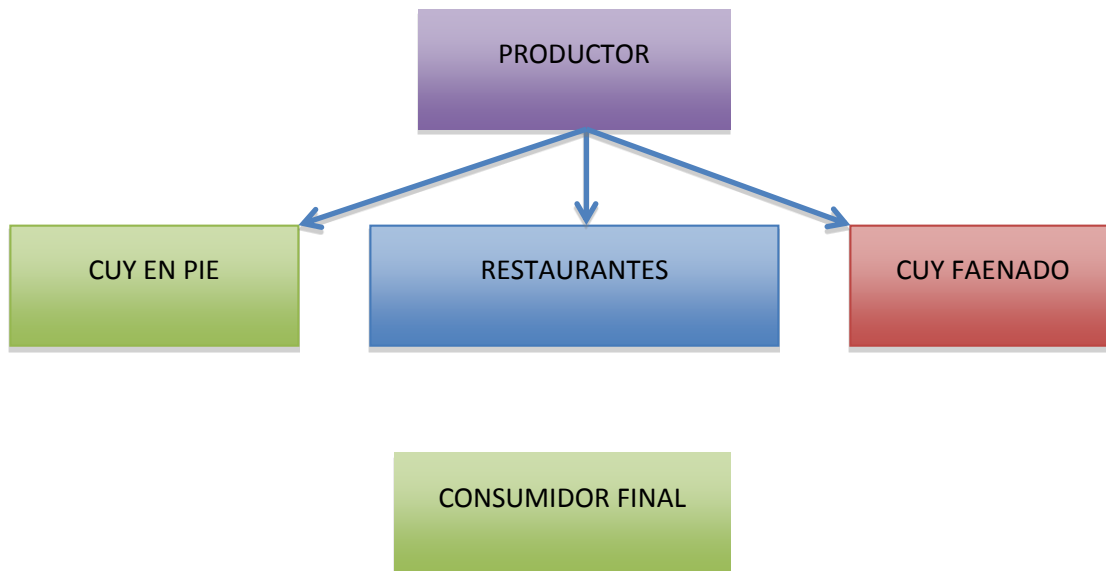 PRODUCTOR
CUY EN PIE
RESTAURANTES
CUY FAENADO
CONSUMIDOR FINAL